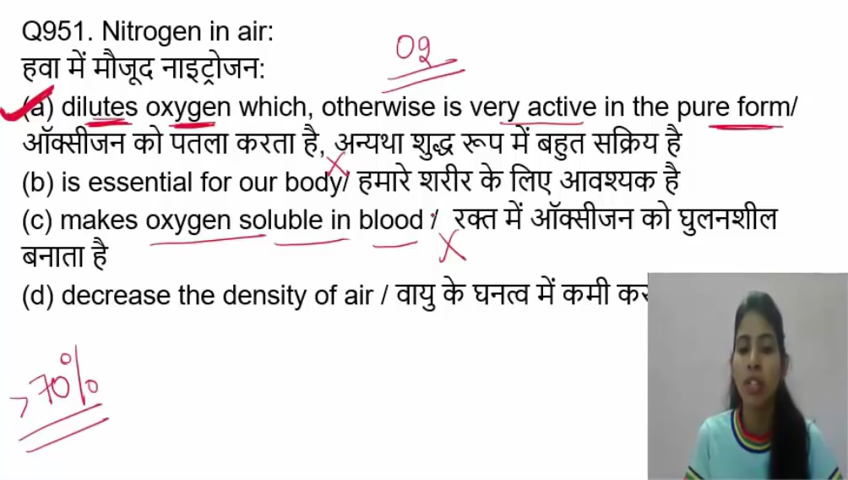 Q951. Nitrogen in air:
हवा में मौजूद नाइट्रोजन:
O2
(a) dilutes oxygen which, otherwise is very active in the pure form/
ऑक्सीजन को पतला करता है, अन्यथा शुद्ध रूप में बहुत सक्रिय है
(b) is essential for our body/ हमारे शरीर के लिए आवश्यक है
(c) makes oxygen soluble in blood / रक्त में ऑक्सीजन को घुलनशील
बनाता है
(d) decrease the density of air / वायु के घनत्व में कमी
>70%